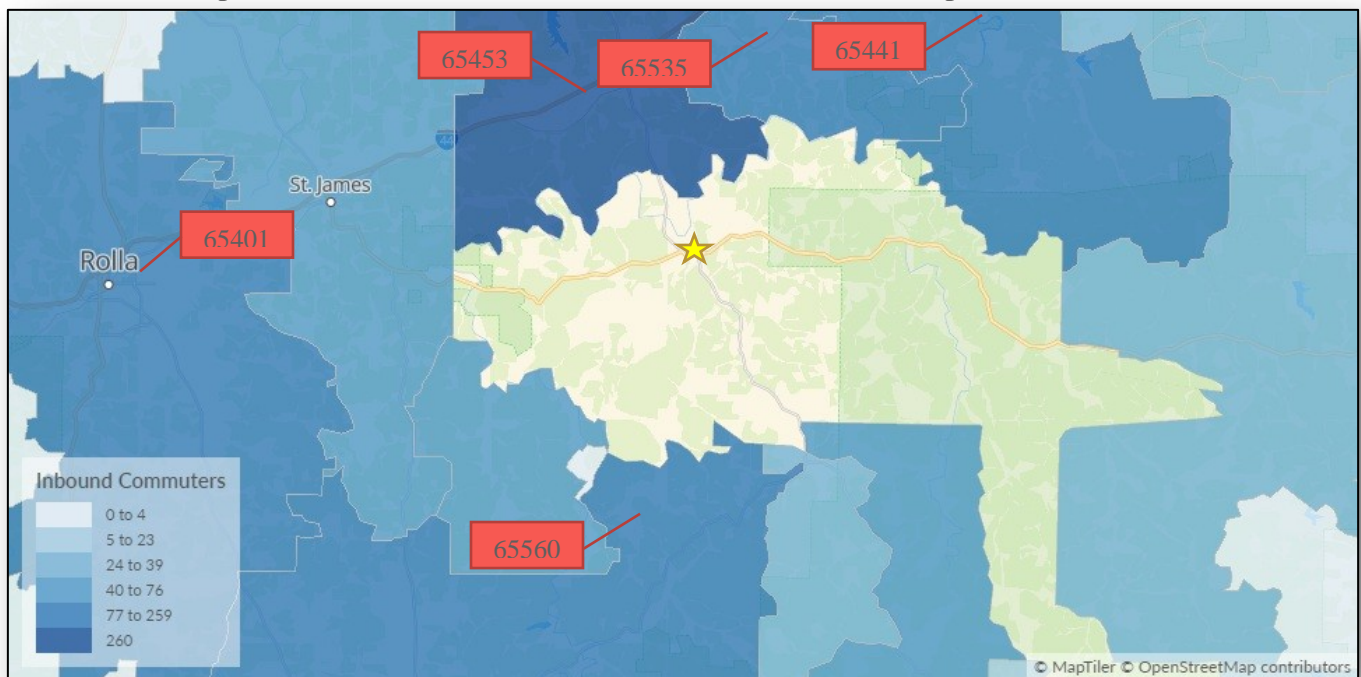 65453
65535
65441
44
St. James
65401
Rolla
65560
Inbound Commuters
0 to 4
5 to 23
24 to 39
40 to 76
77 to 259
260
© MapTiler © OpenStreetMap contributors